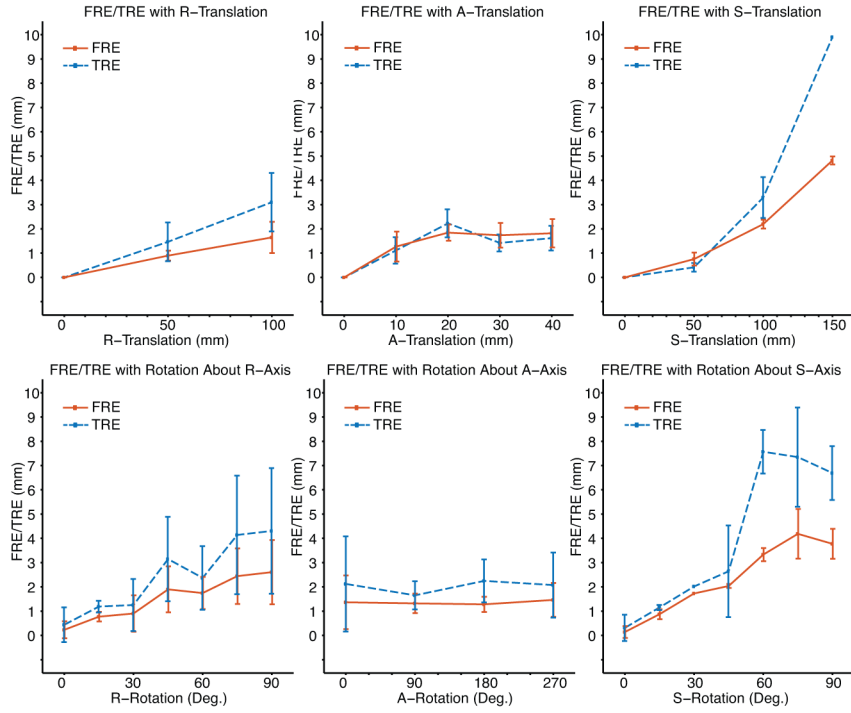 FRE/TRE with R−Translation
10
9
8
7
6
5
4
3
2
1
0
FRE/TRE (mm)
FRE
TRE
0 50 100
R−Translation (mm)
FRE/TRE with A−Translation
10
9
8
7
6
5
4
3
2
1
0
FRE/TRE (mm)
FRE
TRE
0 10 20 30 40
A−Translation (mm)
FRE/TRE with S−Translation
10
9
8
7
6
5
4
3
2
1
0
FRE/TRE (mm)
FRE
TRE
0 50 100 150
S−Translation (mm)
FRE/TRE with Rotation About R−Axis
10
9
8
7
6
5
4
3
2
1
0
FRE/TRE (mm)
FRE
TRE
0 30 60 90
R−Rotation (Deg.)
FRE/TRE with Rotation About A−Axis
10
9
8
7
6
5
4
3
2
1
0
FRE/TRE (mm)
FRE
TRE
0 90 180 270
A−Rotation (Deg.)
FRE/TRE with Rotation About S−Axis
10
9
8
7
6
5
4
3
2
1
0
FRE/TRE (mm)
FRE
TRE
0 30 60 90
S−Rotation (Deg.)